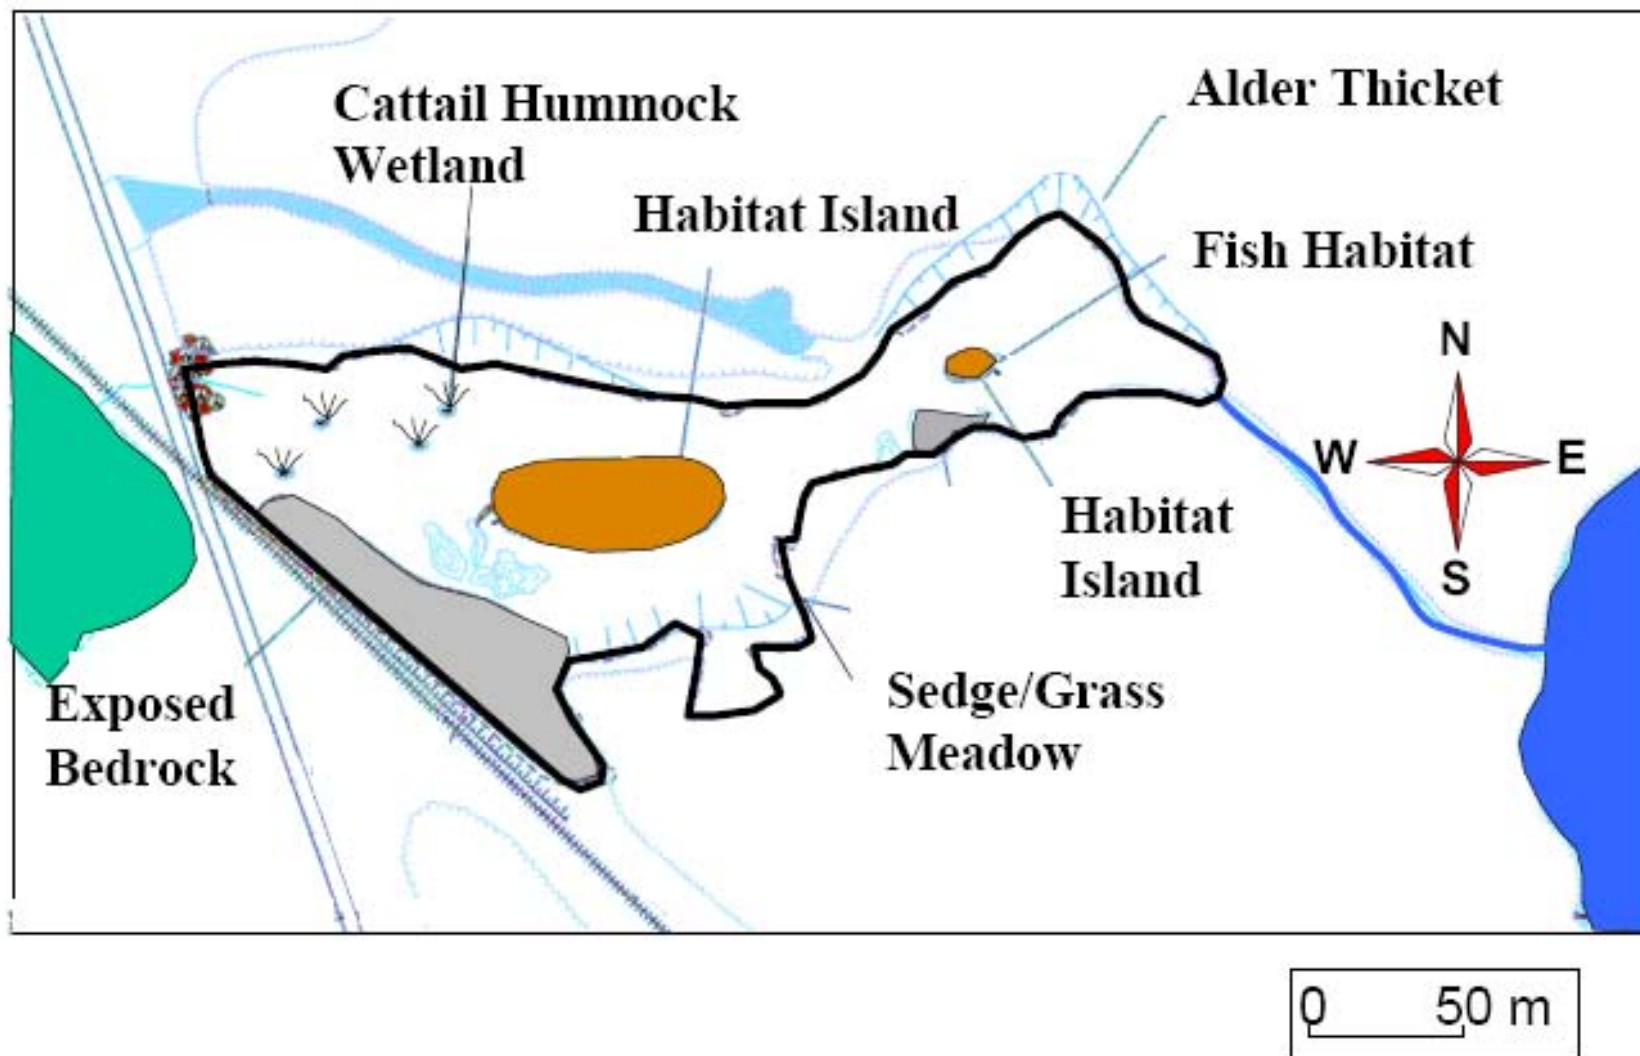 Alder Thicket
Cattail Hummock
Wetland
Habitat Island
Fish Habitat
N
W
E
S
Habitat
Island
Exposed
Bedrock
Sedge/Grass
Meadow
0 50 m